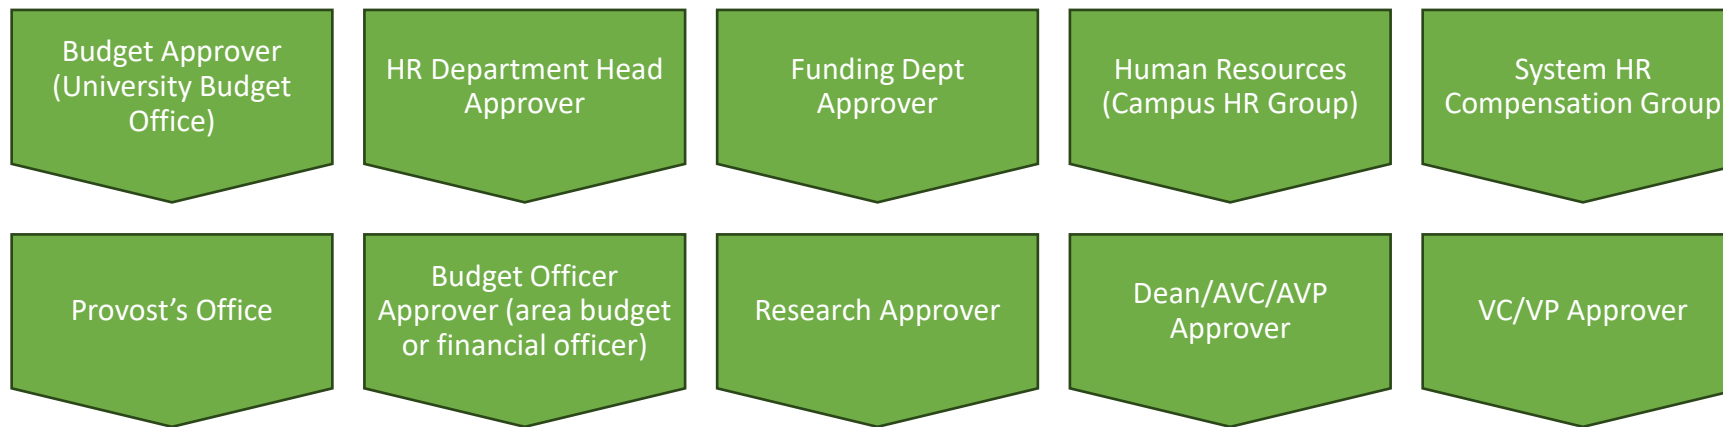 Budget Approver
(University Budget
Office)
HR Department Head
Approver
Funding Dept
Approver
Human Resources
(Campus HR Group)
System HR
Compensation Group
Provost’s Office
Budget Officer
Approver (area budget
or financial officer)
Research Approver
Dean/AVC/AVP
Approver
VC/VP Approver